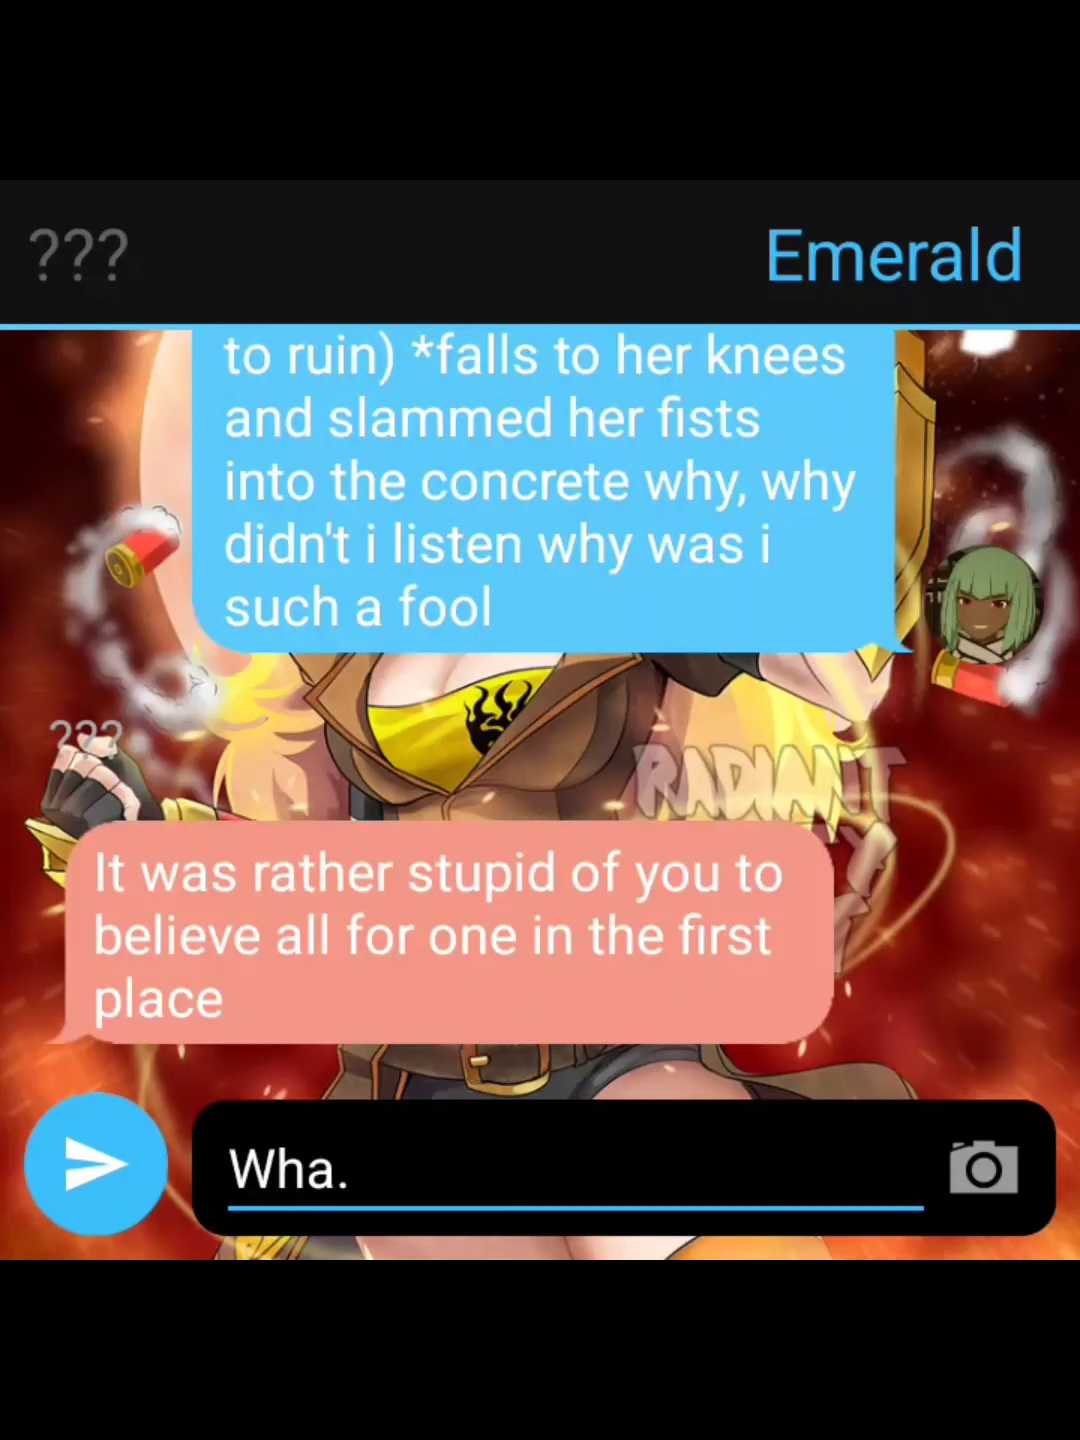 ??? Emerald
to ruin) *falls to her knees
and slammed her fists
into the concrete why, why
didn't i listen why was i
such a fool
???
RADIANT
It was rather stupid of you to
believe all for one in the first
place
Wha.